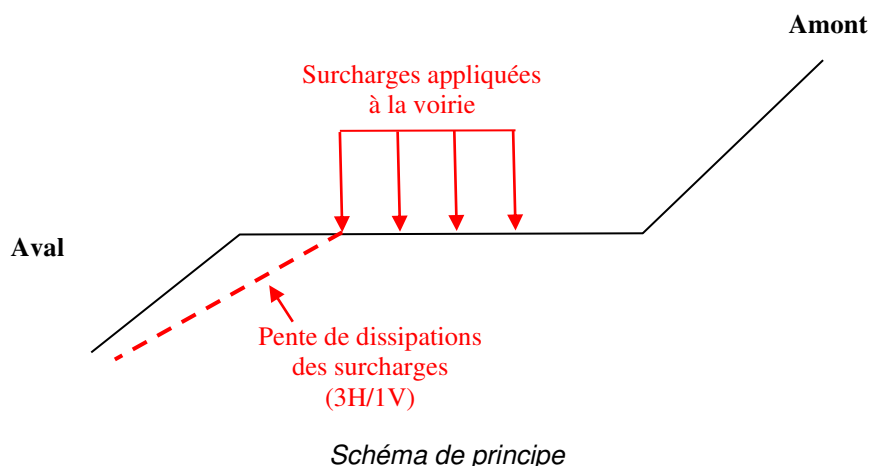 Amont
Surcharges appliquées
à la voirie
Aval
Pente de dissipations
des surcharges
(3H/1V)
Schéma de principe